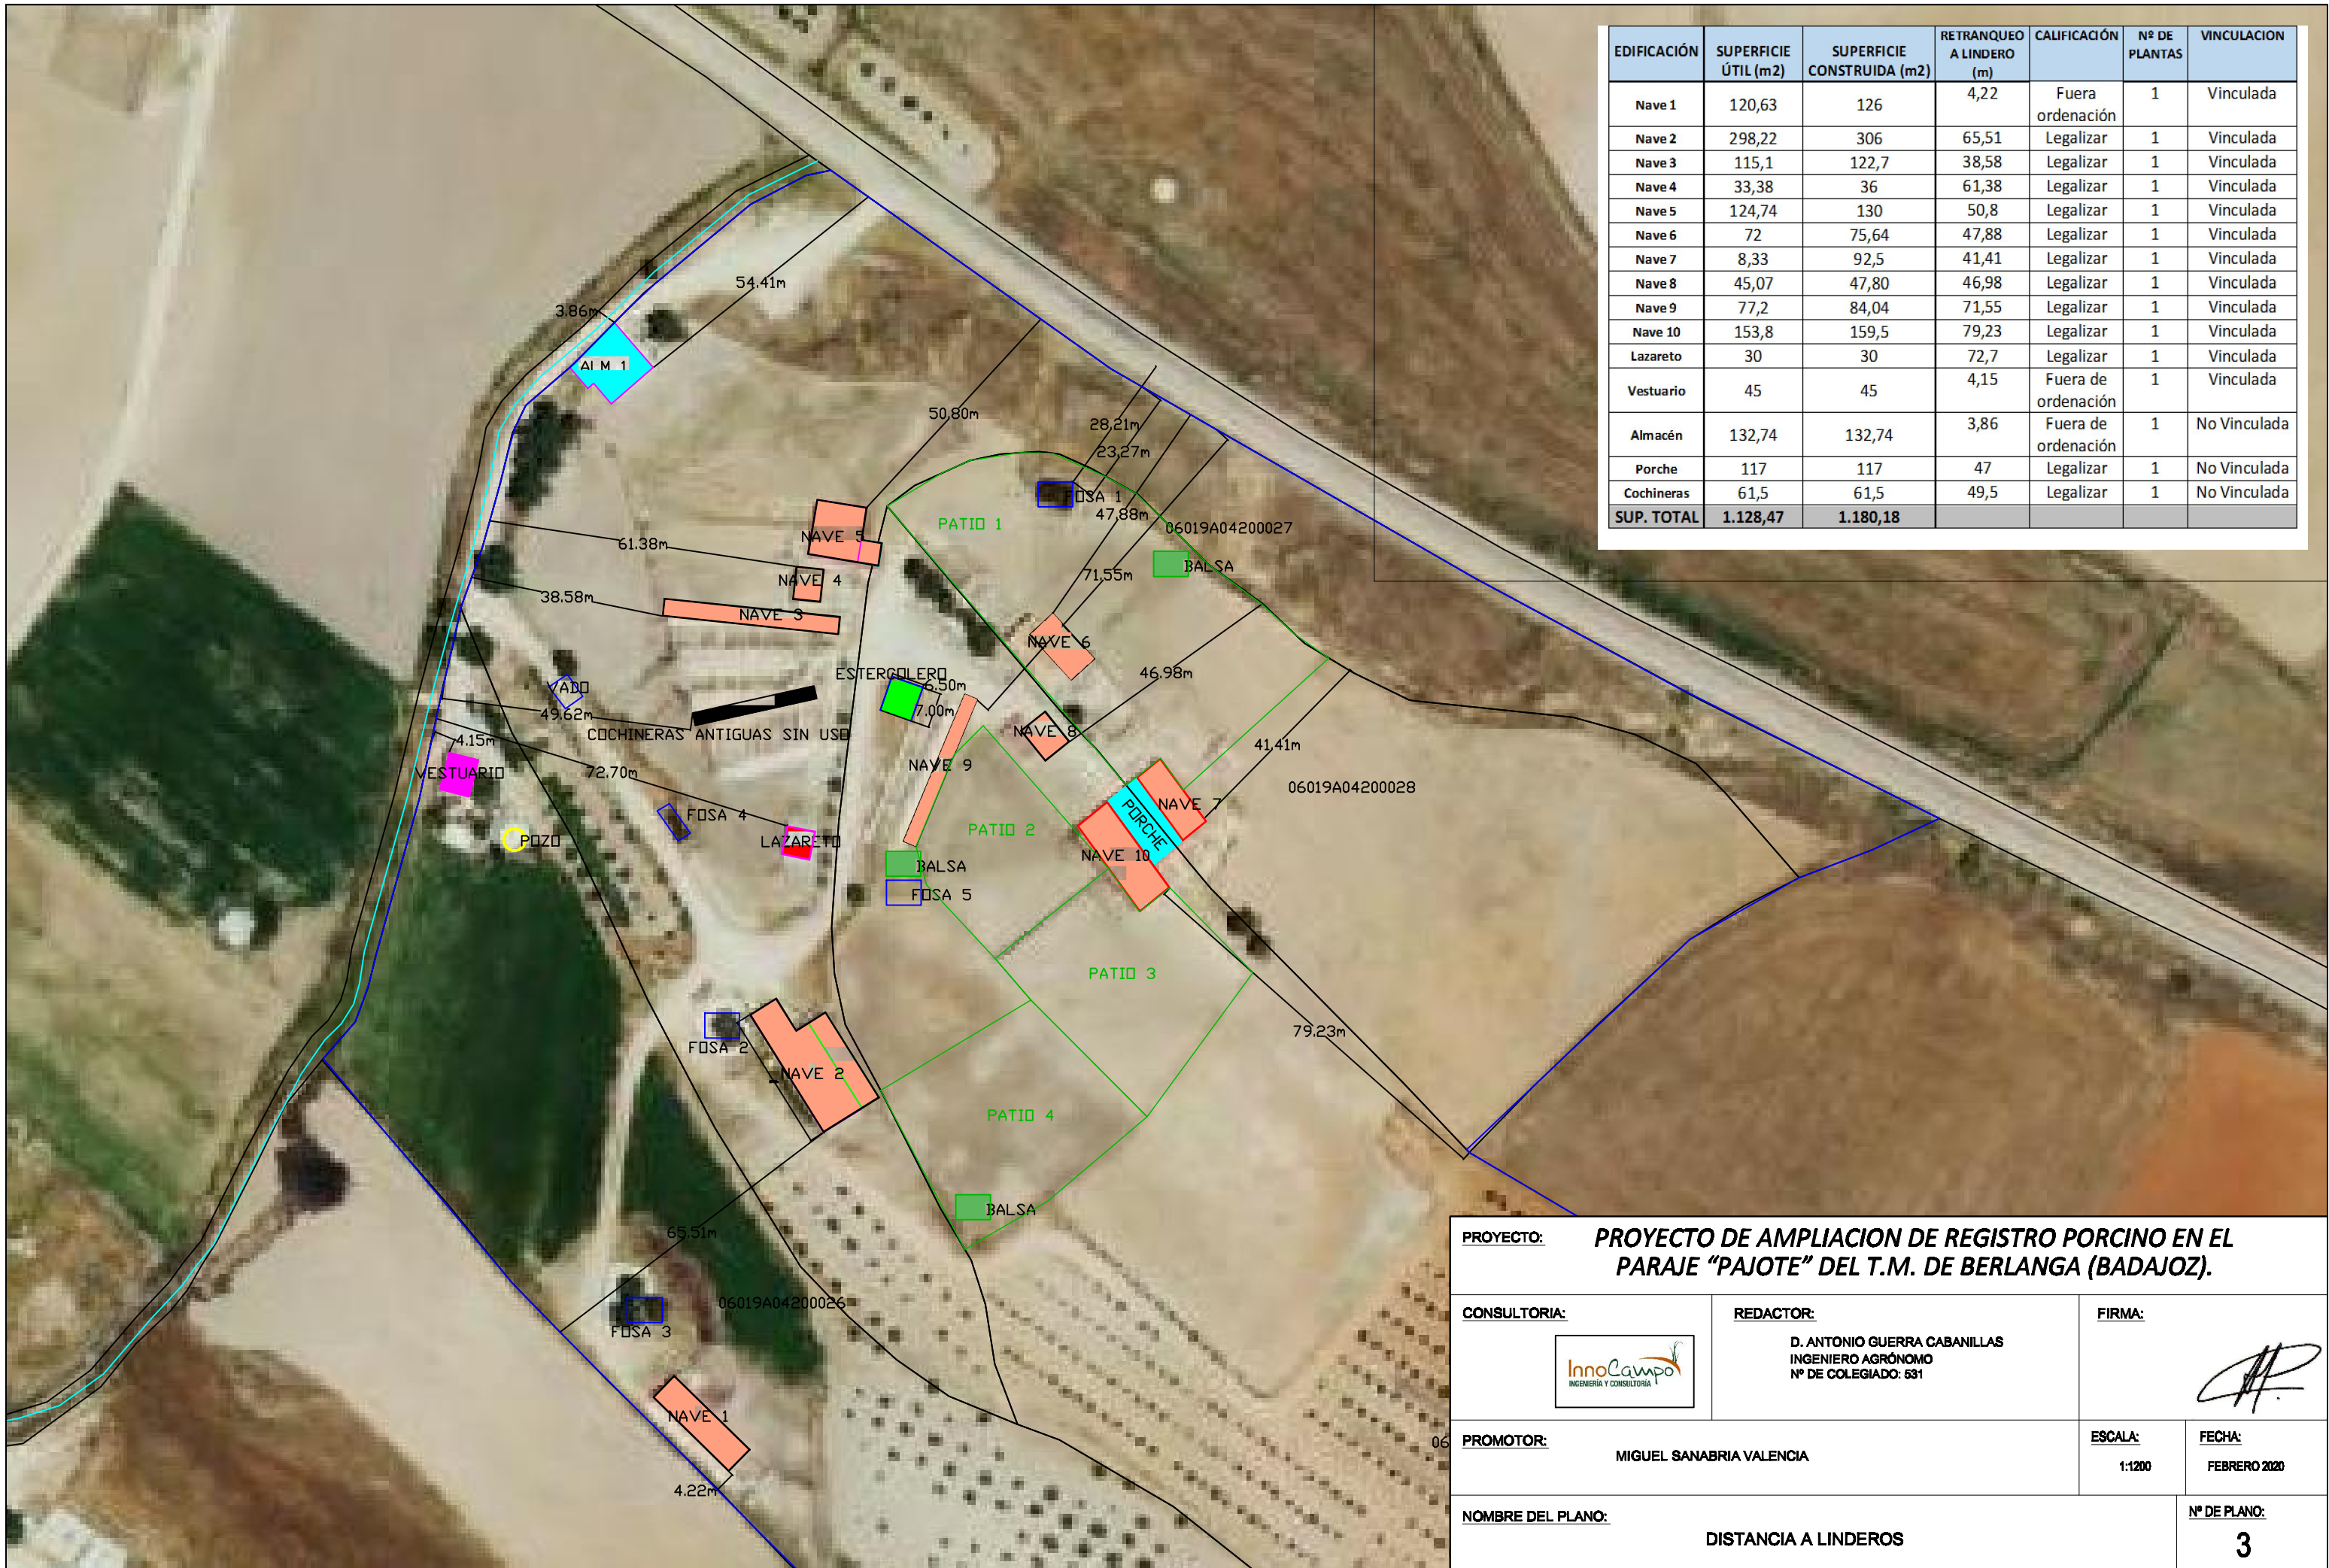 EDIFICACIÓN SUPERFICIE ÚTIL (m2) SUPERFICIE CONSTRUIDA (m2) RETRANQUEO A LINDERO (m) CALIFICACIÓN Nº DE PLANTAS VINCULACION
Nave 1 120,63 126 4,22 Fuera ordenación 1 Vinculada
Nave 2 298,22 306 65,51 Legalizar 1 Vinculada
Nave 3 115,1 122,7 38,58 Legalizar 1 Vinculada
Nave 4 33,38 36 61,38 Legalizar 1 Vinculada
Nave 5 124,74 130 50,8 Legalizar 1 Vinculada
Nave 6 72 75,64 47,88 Legalizar 1 Vinculada
Nave 7 8,33 92,5 41,41 Legalizar 1 Vinculada
Nave 8 45,07 47,80 46,98 Legalizar 1 Vinculada
Nave 9 77,2 84,04 71,55 Legalizar 1 Vinculada
Nave 10 153,8 159,5 79,23 Legalizar 1 Vinculada
Lazareto 30 30 72,7 Legalizar 1 Vinculada
Vestuario 45 45 4,15 Fuera de ordenación 1 Vinculada
Almacén 132,74 132,74 3,86 Fuera de ordenación 1 No Vinculada
Porche 117 117 47 Legalizar 1 No Vinculada
Cochineras 61,5 61,5 49,5 Legalizar 1 No Vinculada
SUP. TOTAL 1.128,47 1.180,18
54.41m
3.86m
ALM 1
50.80m
28.21m
23.27m
FOSA 1
47.88m
06019A04200027
PATIO 1
NAVE 5
61.38m
BALSA
71.55m
NAVE 4
38.58m
NAVE 3
NAVE 6
ESTERCOLERO
6.50m
46.98m
VADO
7.00m
49.62m
COCHINERAS ANTIGUAS SIN USO
NAVE 8
4.15m
41.41m
VESTUARIO
72.70m
NAVE 9
06019A04200028
NAVE 7
PORCHE
FOSA 4
PATIO 2
POZO
LAZARETO
NAVE 10
BALSA
FOSA 5
PATIO 3
79.23m
FOSA 2
NAVE 2
PATIO 4
BALSA
65.51m
06019A04200026
FOSA 3
NAVE 1
4.22m
06
PROYECTO: PROYECTO DE AMPLIACION DE REGISTRO PORCINO EN EL
PARAJE “PAJOTE” DEL T.M. DE BERLANGA (BADAJOZ).
CONSULTORIA:
InnoCampo
INGENIERÍA Y CONSULTORÍA
REDACTOR:
D. ANTONIO GUERRA CABANILLAS
INGENIERO AGRÓNOMO
Nº DE COLEGIADO: 531
FIRMA:
PROMOTOR:
MIGUEL SANABRIA VALENCIA
ESCALA:
1:1200
FECHA:
FEBRERO 2020
NOMBRE DEL PLANO:
DISTANCIA A LINDEROS
Nº DE PLANO:
3